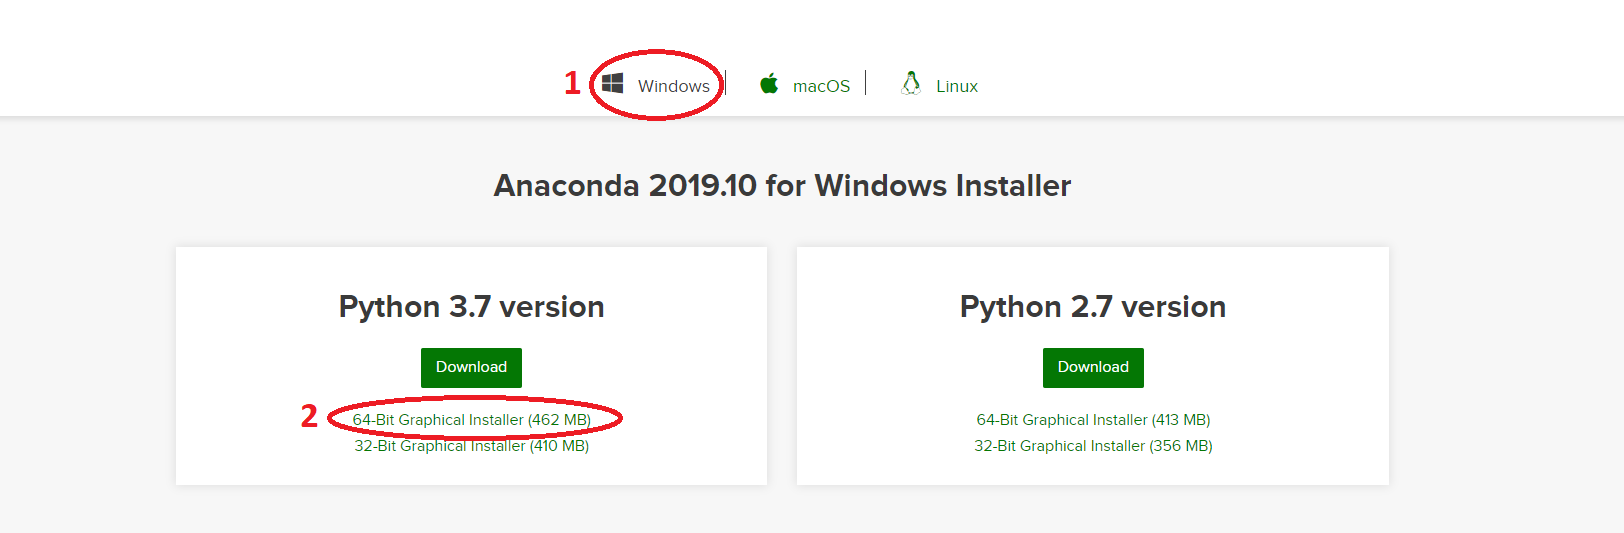 1 Windows macOS Linux
Anaconda 2019.10 for Windows Installer
Python 3.7 version
Download
2 64-Bit Graphical Installer (462 MB)
32-Bit Graphical Installer (410 MB)
Python 2.7 version
Download
64-Bit Graphical Installer (413 MB)
32-Bit Graphical Installer (356 MB)